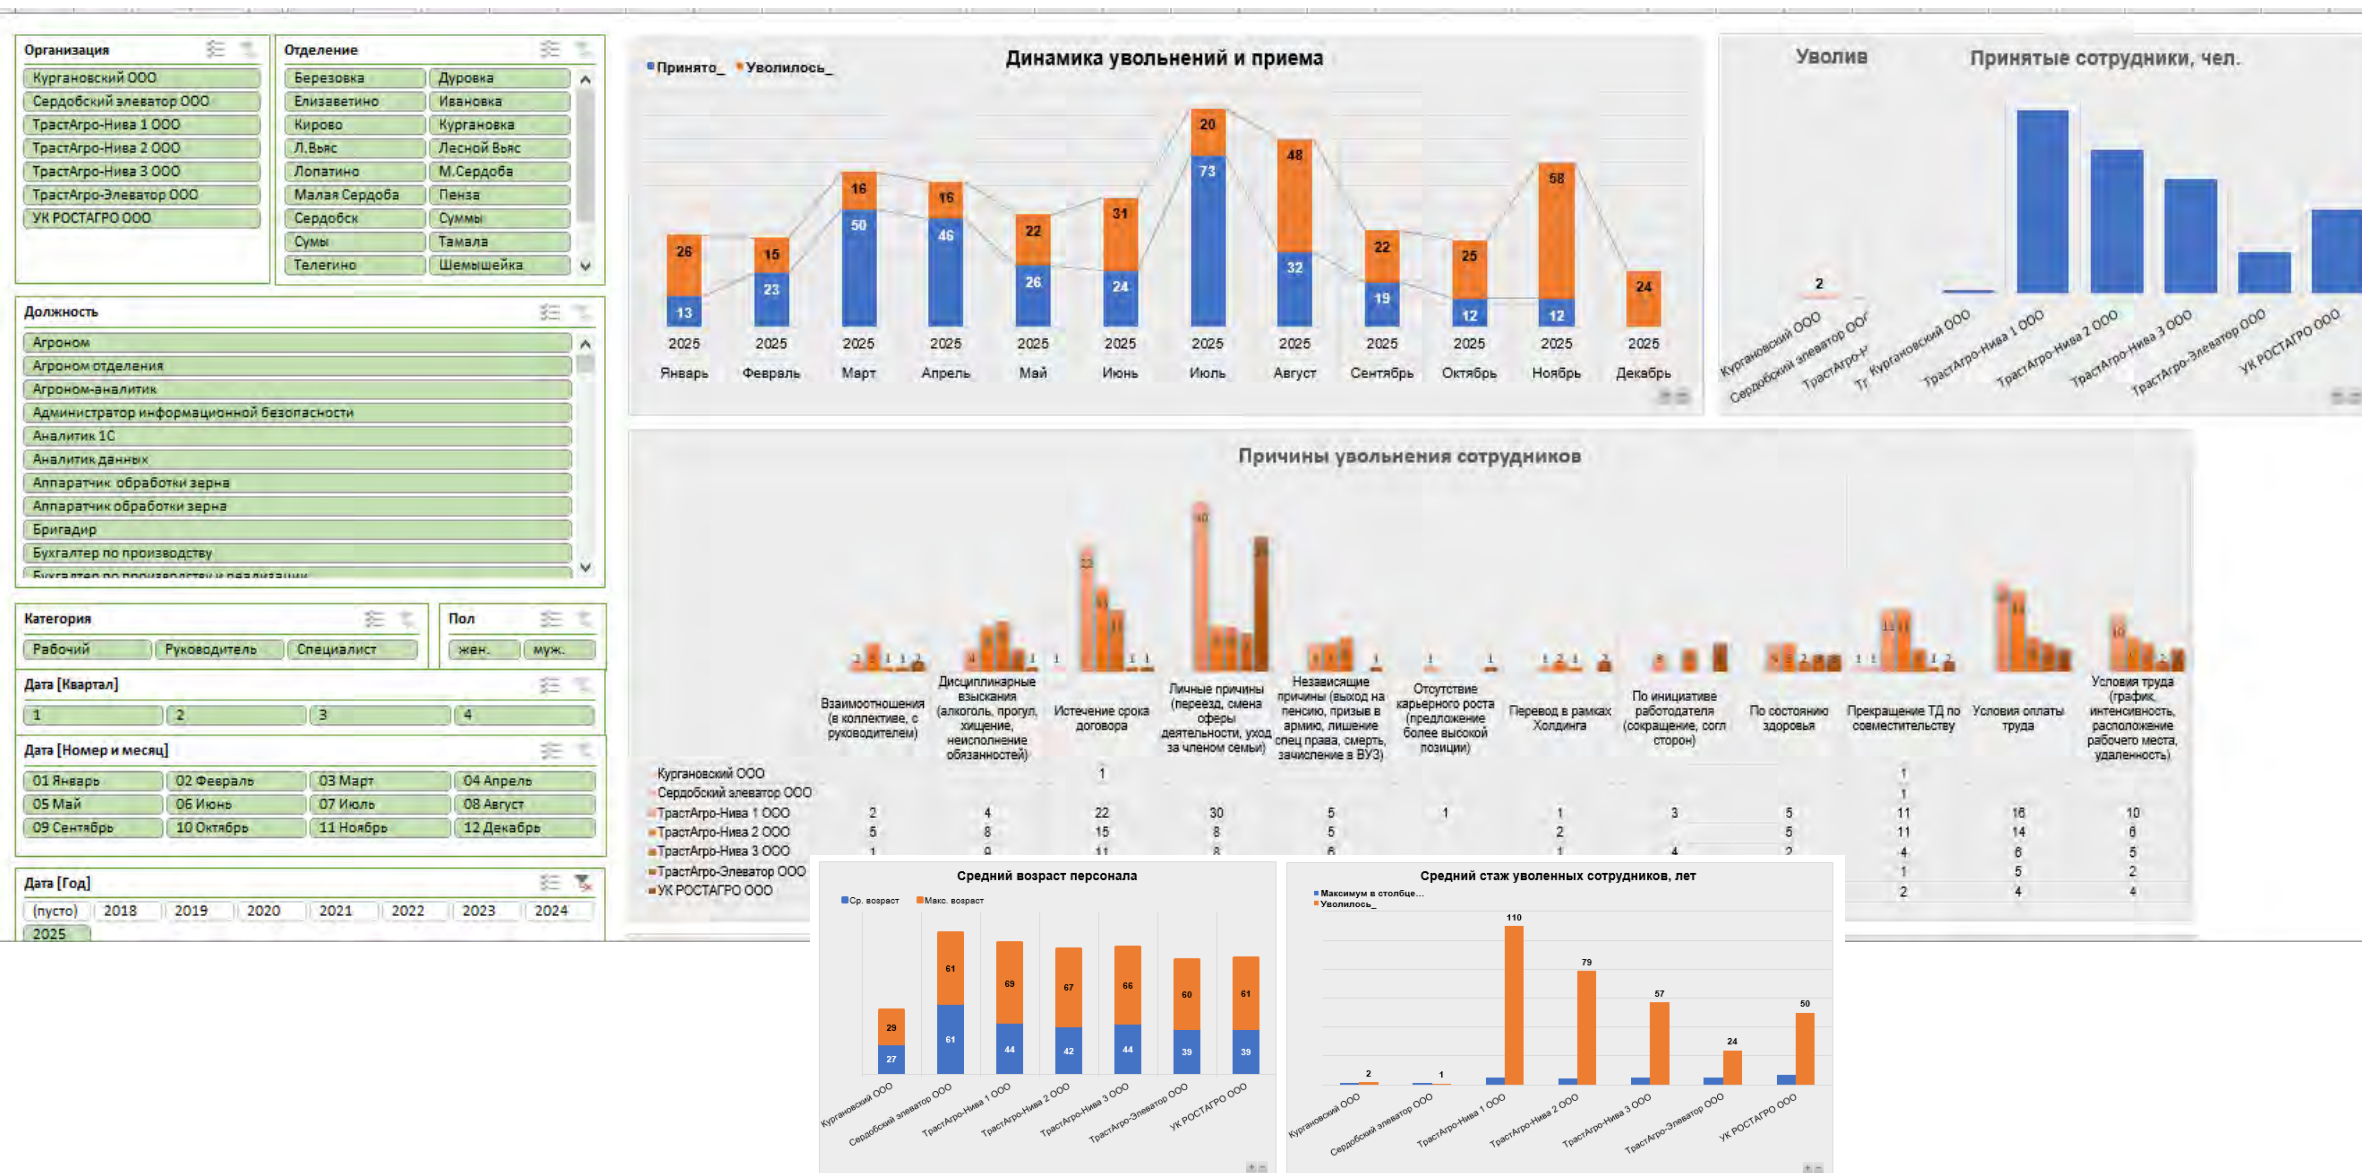 Организация
Кургановский ООО
Сердобский элеватор ООО
ТрастАгро-Нива 1 ООО
ТрастАгро-Нива 2 ООО
ТрастАгро-Нива 3 ООО
ТрастАгро-Элеватор ООО
УК РОСТАГРО ООО
Отделение
Березовка Дуровка
Елизаветино Ивановка
Кирово Кургановка
Л.Вьяс Лесной Вьяс
Лопатино М.Сердоба
Малая Сердоба Пенза
Сердобск Суммы
Сумы Тамала
Телегино Шемышейка
Должность
Агроном
Агроном отделения
Агроном-аналитик
Администратор информационной безопасности
Аналитик 1С
Аналитик данных
Аппаратчик  обработки зерна
Аппаратчик обработки зерна
Бригадир
Бухгалтер по производству
Бухгалтер по производству и реализации
Категория
Рабочий Руководитель Специалист
Пол
жен. муж.
Дата [Квартал]
1 2 3 4
Дата [Номер и месяц]
01 Январь 02 Февраль 03 Март 04 Апрель
05 Май 06 Июнь 07 Июль 08 Август
09 Сентябрь 10 Октябрь 11 Ноябрь 12 Декабрь
Дата [Год]
(пусто) 2018 2019 2020 2021 2022 2023 2024
2025
Динамика увольнений и приема
Принято_ Уволилось_
26 15 16 16 22 31 20 48 22 25 58 24
13 23 50 46 26 24 73 32 19 12 12
2025 2025 2025 2025 2025 2025 2025 2025 2025 2025 2025 2025
Январь Февраль Март Апрель Май Июнь Июль Август Сентябрь Октябрь Ноябрь Декабрь
Уволив
2
Кургановский ООО
Сердобский элеватор ООО
Принятые сотрудники, чел.
Кургановский ООО
ТрастАгро-Нива 1 ООО
ТрастАгро-Нива 2 ООО
ТрастАгро-Нива 3 ООО
ТрастАгро-Элеватор ООО
УК РОСТАГРО ООО
Причины увольнения сотрудников
Взаимоотношения
(в коллективе, с
руководителем)
Дисциплинарные
взыскания
(алкоголь, прогул,
хищение,
неисполнение
обязанностей)
Истечение срока
договора
Личные причины
(переезд, смена
сферы
деятельности, уход
за членом семьи)
Независящие
причины (выход на
пенсию, призыв в
армию, лишение
спец права, смерть,
зачисление в ВУЗ)
Отсутствие
карьерного роста
(предложение
более высокой
позиции)
Перевод в рамках
Холдинга
По инициативе
работодателя
(сокращение, согл
сторон)
По состоянию
здоровья
Прекращение ТД по
совместительству
Условия оплаты
труда
Условия труда
(график,
интенсивность,
расположение
рабочего места,
удаленность)
Кургановский ООО 1 1
Сердобский элеватор ООО 1
ТрастАгро-Нива 1 ООО 2 4 22 30 5 1 1 3 5 11 16 10
ТрастАгро-Нива 2 ООО 5 8 15 8 5 2 5 11 14 6
ТрастАгро-Нива 3 ООО 1 9 11 8 6 1 4 2 4 6 5
ТрастАгро-Элеватор ООО 1 5 2
УК РОСТАГРО ООО 2 4 4
Средний возраст персонала
Ср. возраст Макс. возраст
29 61 69 67 66 60 61
27 61 44 42 44 39 39
Кургановский ООО
Сердобский элеватор ООО
ТрастАгро-Нива 1 ООО
ТрастАгро-Нива 2 ООО
ТрастАгро-Нива 3 ООО
ТрастАгро-Элеватор ООО
УК РОСТАГРО ООО
Средний стаж уволенных сотрудников, лет
Максимум в столбце...
Уволилось_
2 1 110 79 57 24 50
Кургановский ООО
Сердобский элеватор ООО
ТрастАгро-Нива 1 ООО
ТрастАгро-Нива 2 ООО
ТрастАгро-Нива 3 ООО
ТрастАгро-Элеватор ООО
УК РОСТАГРО ООО